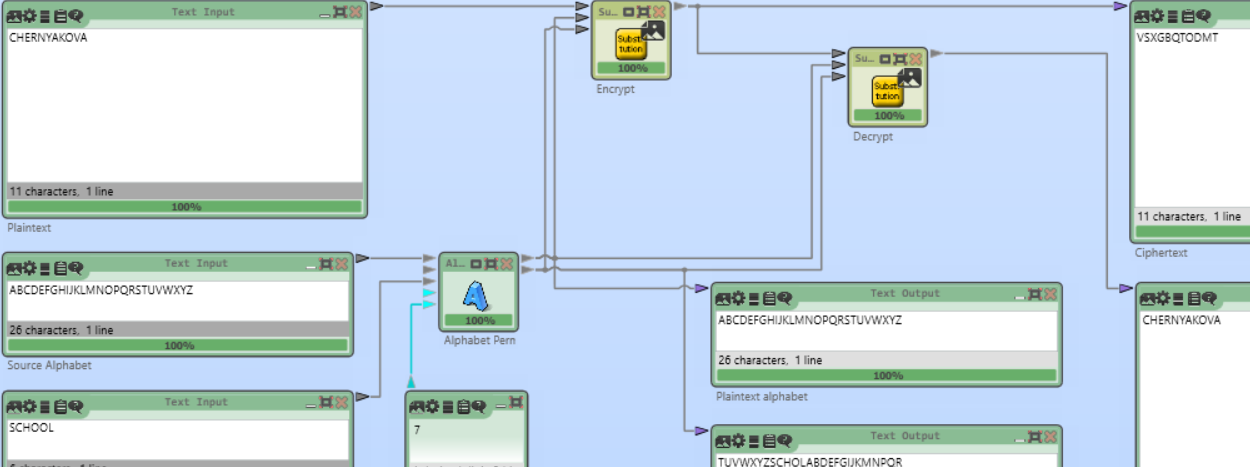 Text Input
CHERNYAKOVA
11 characters, 1 line
100%
Plaintext
Su...
Substi
tution
100%
Encrypt
Su...
Substi
tution
100%
Decrypt
VSXGBQTODMT
11 characters, 1 line
Ciphertext
Text Input
ABCDEFGHIJKLMNOPQRSTUVWXYZ
26 characters, 1 line
100%
Source Alphabet
Al...
100%
Alphabet Pern
Text Output
ABCDEFGHIJKLMNOPQRSTUVWXYZ
26 characters, 1 line
100%
Plaintext alphabet
CHERNYAKOVA
Text Input
SCHOOL
7
Text Output
TUVWXYZSCHOLABDEFGIJKMNPQR